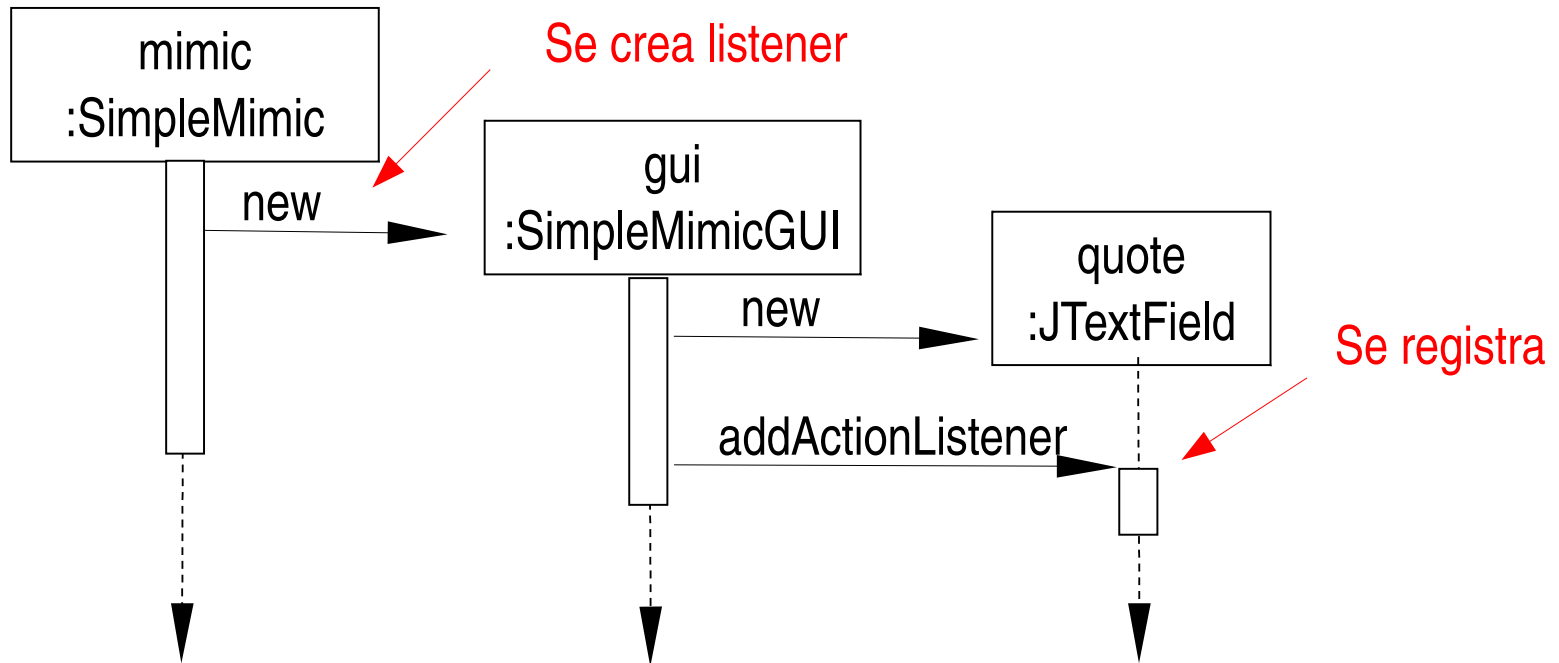 mimic
:SimpleMimic
Se crea listener
new
gui
:SimpleMimicGUI
new
quote
:JTextField
Se registra
addActionListener